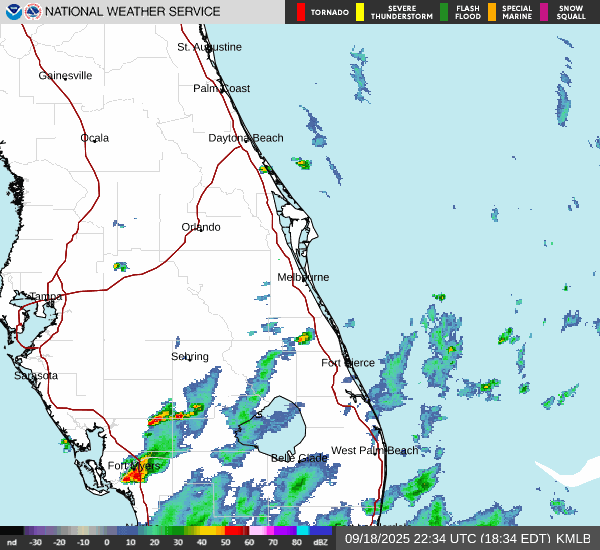 NATIONAL WEATHER SERVICE
TORNADO
SEVERE
THUNDERSTORM
FLASH
FLOOD
SPECIAL
MARINE
SNOW
SQUALL
St. Augustine
Gainesville
Palm Coast
Ocala
Daytona Beach
Orlando
Melbourne
Tampa
Sebring
Fort Pierce
Sarasota
West Palm Beach
Belle Glade
Fort Myers
nd -30 -20 -10 0 10 20 30 40 50 60 70 80 dBZ
09/18/2025 22:34 UTC (18:34 EDT) KMLB